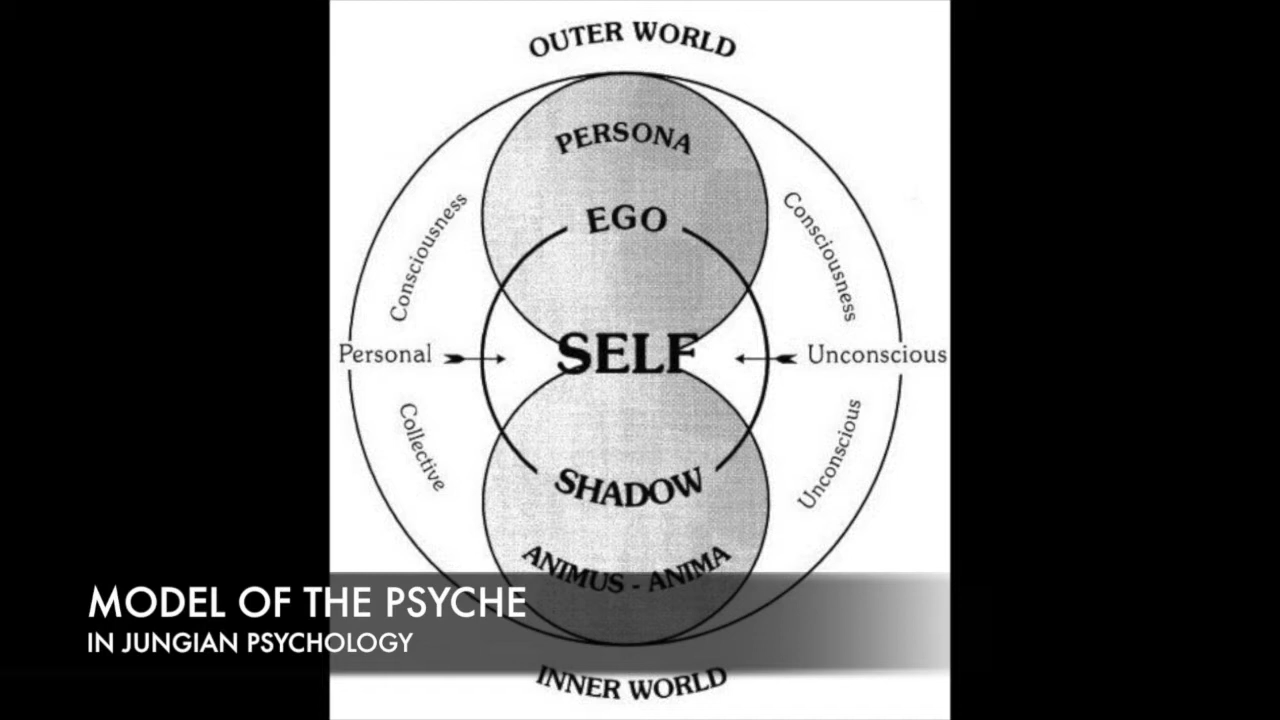 OUTER WORLD
PERSONA
EGO
Consciousness
Consciousness
Personal
SELF
Unconscious
Collective
Unconscious
SHADOW
ANIMUS - ANIMA
MODEL OF THE PSYCHE
IN JUNGIAN PSYCHOLOGY
INNER WORLD